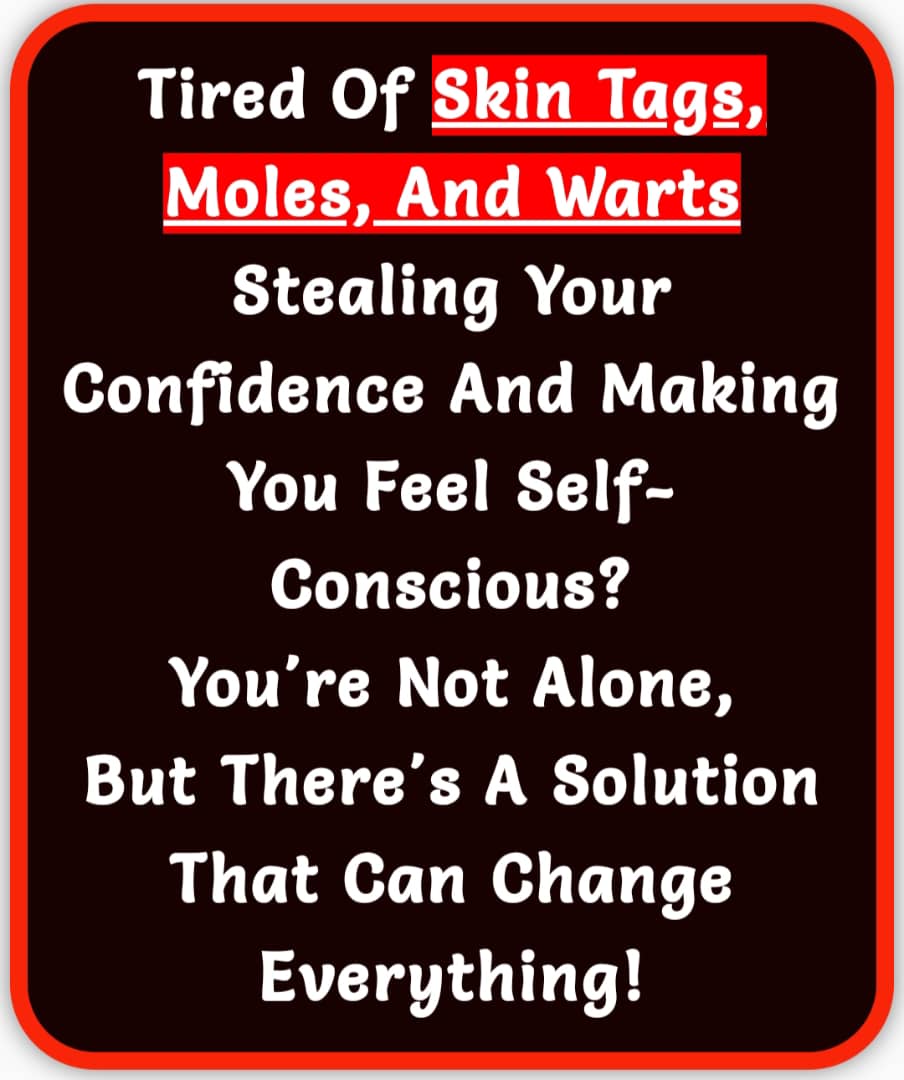 Tired Of Skin Tags,
Moles, And Warts
Stealing Your
Confidence And Making
You Feel Self-
Conscious?
You're Not Alone,
But There's A Solution
That Can Change
Everything!